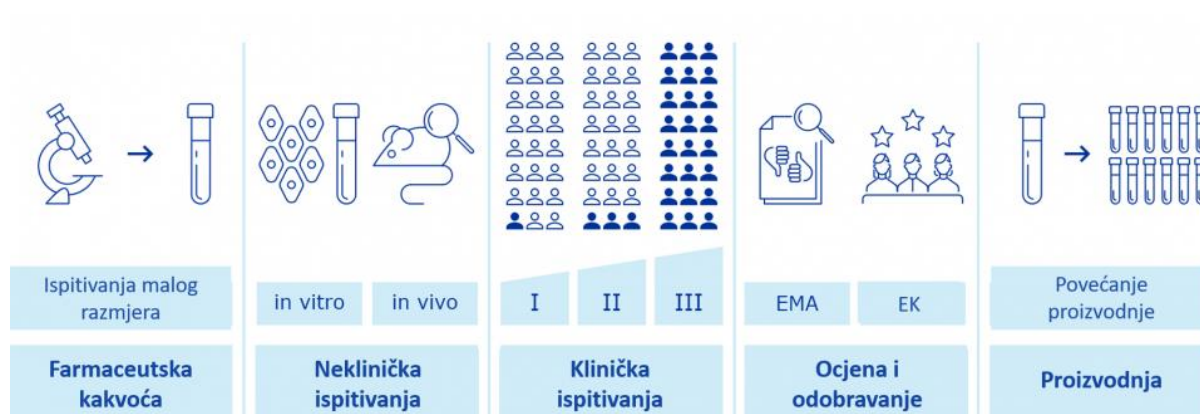 Ispitivanja malog
razmjera
in vitro
in vivo
I
II
III
EMA
EK
Povećanje
proizvodnje
Farmaceutska
kakvoća
Neklinička
ispitivanja
Klinička
ispitivanja
Ocjena i
odobravanje
Proizvodnja